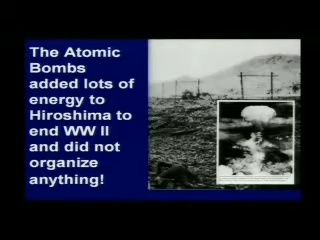 The Atomic
Bombs
added lots of
energy to
Hiroshima to
end WW II
and did not
organize
anything!